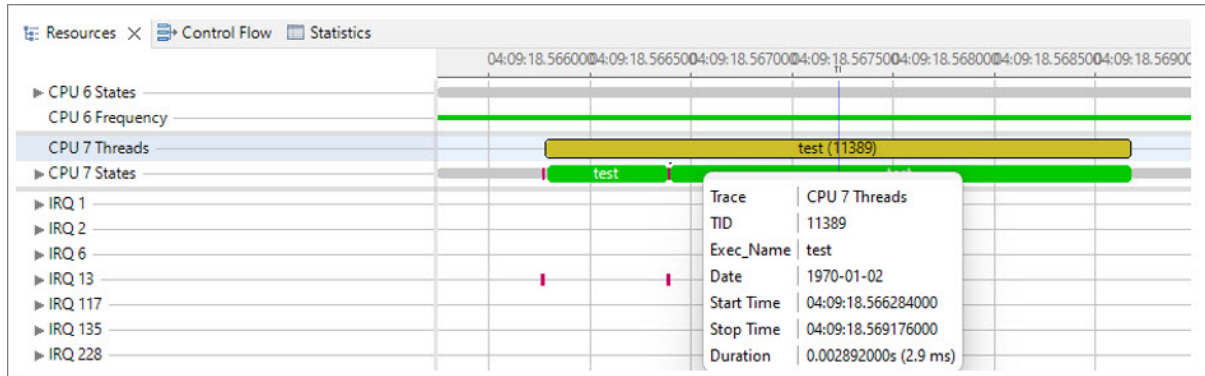 Resources Control Flow Statistics
04:09:18.566000 04:09:18.566500 04:09:18.567000 04:09:18.567500 04:09:18.568000 04:09:18.568500 04:09:18.56900
TI
CPU 6 States
CPU 6 Frequency
CPU 7 Threads test (11389)
CPU 7 States test
IRQ 1
IRQ 2
IRQ 6
IRQ 13
IRQ 117
IRQ 135
IRQ 228
Trace CPU 7 Threads
TID 11389
Exec_Name test
Date 1970-01-02
Start Time 04:09:18.566284000
Stop Time 04:09:18.569176000
Duration 0.002892000s (2.9 ms)